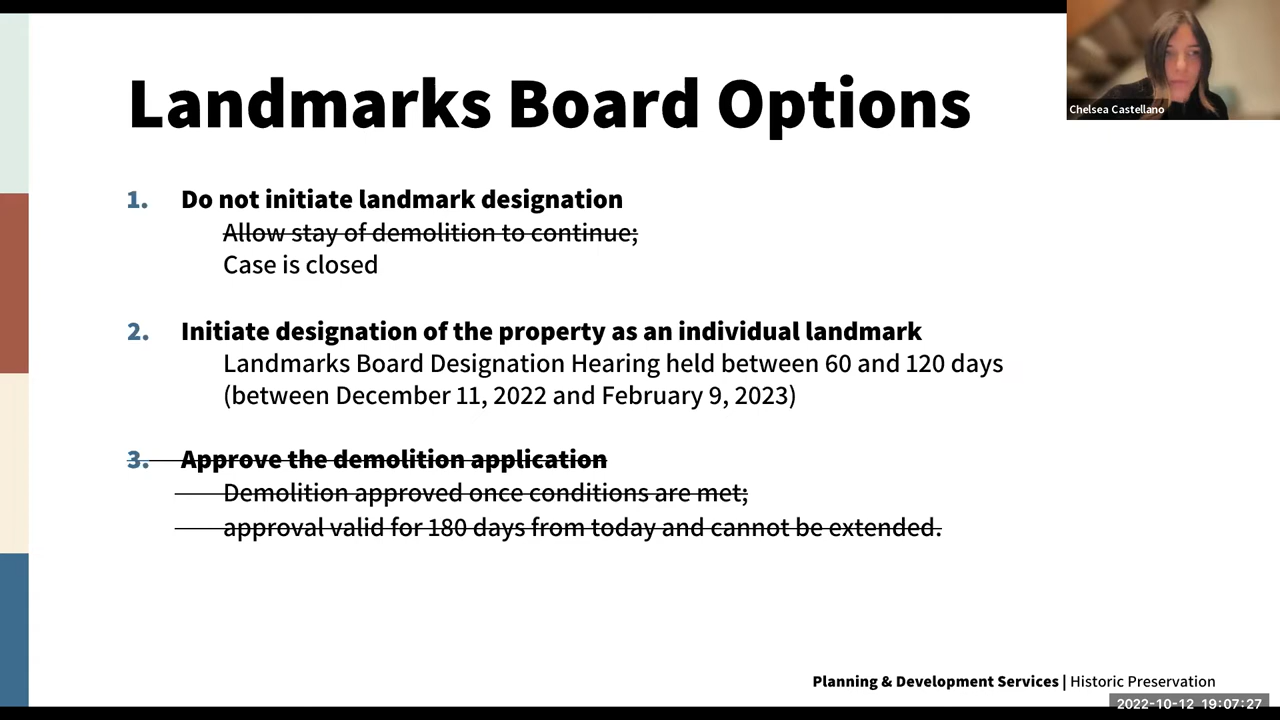 Landmarks Board Options
Chelsea Castellano
1. Do not initiate landmark designation
Allow stay of demolition to continue;
Case is closed
2. Initiate designation of the property as an individual landmark
Landmarks Board Designation Hearing held between 60 and 120 days
(between December 11, 2022 and February 9, 2023)
3. Approve the demolition application
Demolition approved once conditions are met;
approval valid for 180 days from today and cannot be extended.
Planning & Development Services | Historic Preservation
2022-10-12 19:07:27